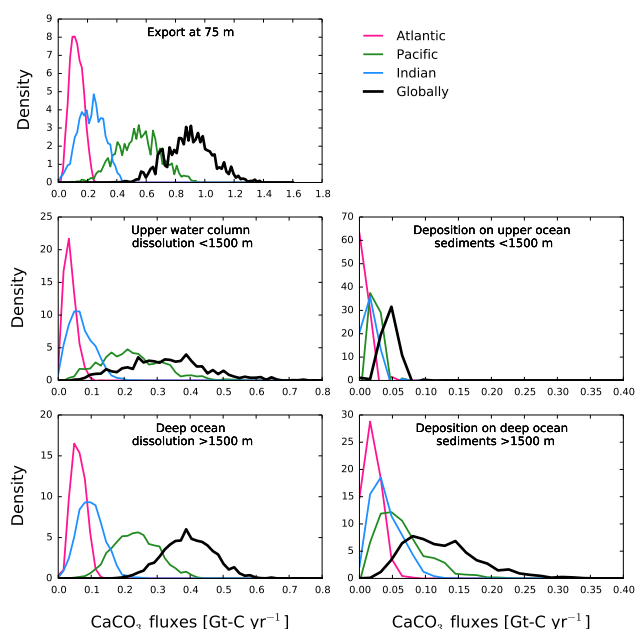 Export at 75 m
Density
9
8
7
6
5
4
3
2
1
0
0.0 0.2 0.4 0.6 0.8 1.0 1.2 1.4 1.6 1.8
Atlantic
Pacific
Indian
Globally
Upper water column
dissolution <1500 m
Density
25
20
15
10
5
0
0.0 0.1 0.2 0.3 0.4 0.5 0.6 0.7 0.8
Deposition on upper ocean
sediments <1500 m
70
60
50
40
30
20
10
0
0.00 0.05 0.10 0.15 0.20 0.25 0.30 0.35 0.40
Deep ocean
dissolution >1500 m
Density
20
15
10
5
0
0.0 0.1 0.2 0.3 0.4 0.5 0.6 0.7 0.8
CaCO₃ fluxes [Gt-C yr⁻¹]
Deposition on deep ocean
sediments >1500 m
30
25
20
15
10
5
0
0.00 0.05 0.10 0.15 0.20 0.25 0.30 0.35 0.40
CaCO₃ fluxes [Gt-C yr⁻¹]